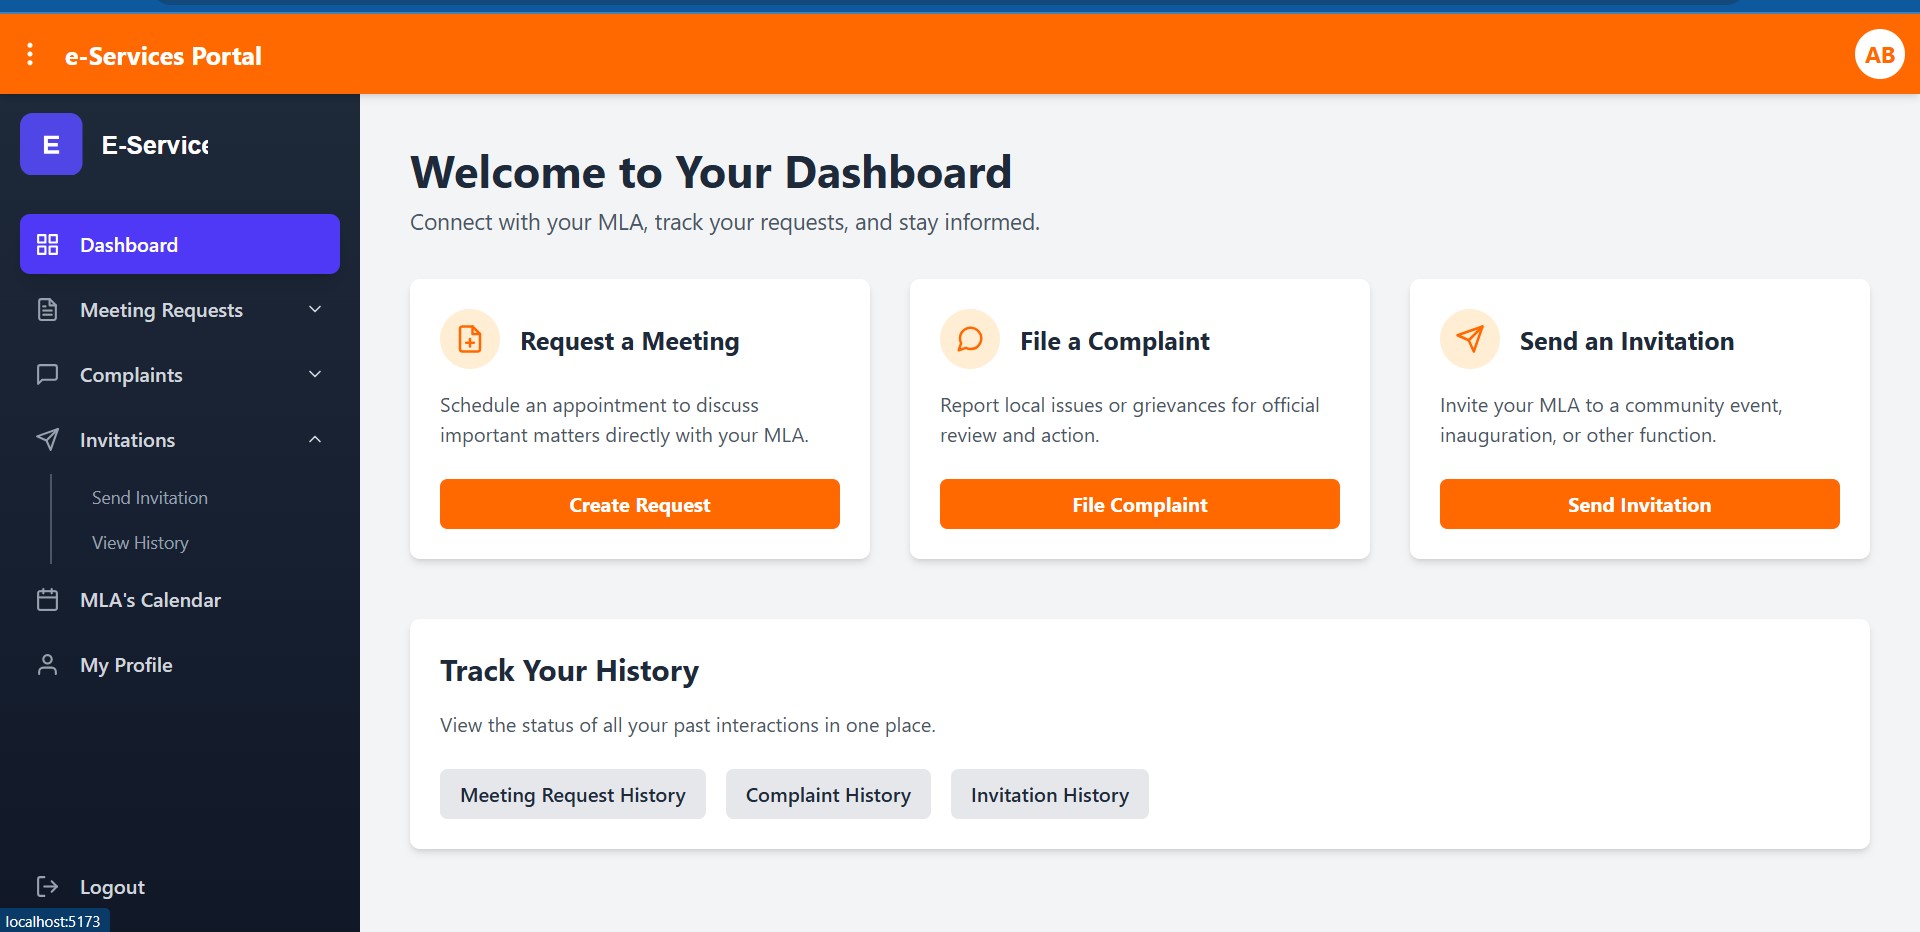 e-Services Portal
AB
E
E-Service
Dashboard
Meeting Requests
Complaints
Invitations
Send Invitation
View History
MLA's Calendar
My Profile
Logout
localhost:5173
Welcome to Your Dashboard
Connect with your MLA, track your requests, and stay informed.
Request a Meeting
Schedule an appointment to discuss
important matters directly with your MLA.
Create Request
File a Complaint
Report local issues or grievances for official
review and action.
File Complaint
Send an Invitation
Invite your MLA to a community event,
inauguration, or other function.
Send Invitation
Track Your History
View the status of all your past interactions in one place.
Meeting Request History
Complaint History
Invitation History